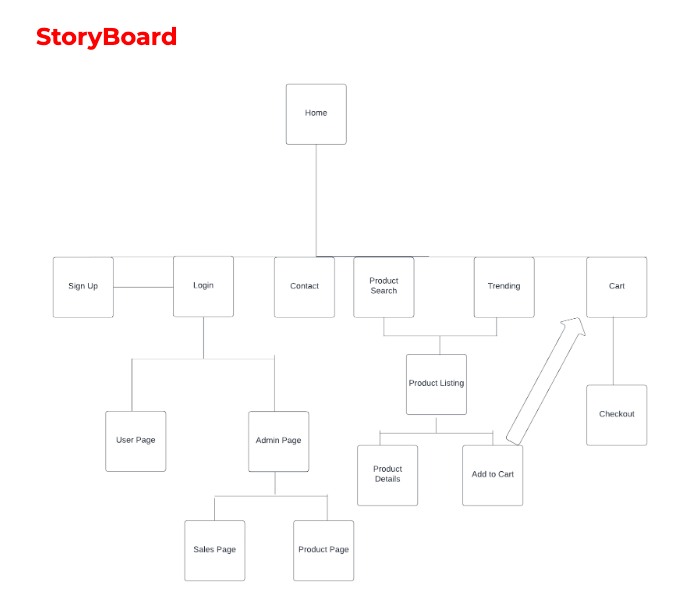 StoryBoard
Home
Sign Up
Login
Contact
Product
Search
Trending
Cart
Product Listing
Checkout
User Page
Admin Page
Product
Details
Add to Cart
Sales Page
Product Page